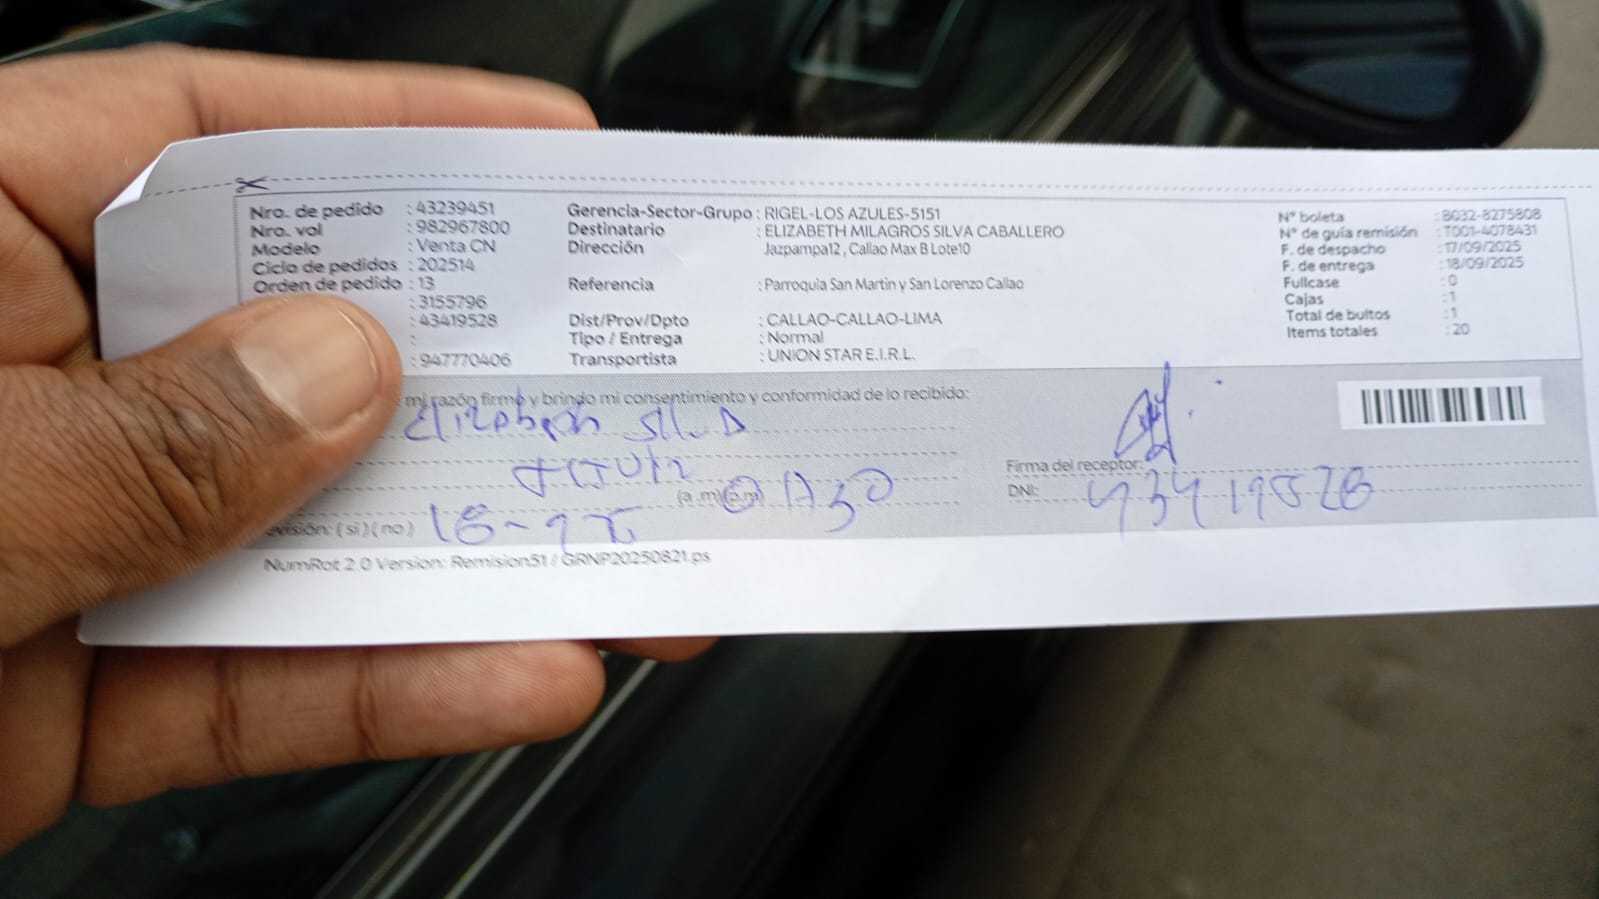 Nro. de pedido : 43239451
Nro. vol : 982967800
Modelo : Venta CN
Ciclo de pedidos : 202514
Orden de pedido : 13
: 3155796
: 43419528
:
: 947770406
Gerencia-Sector-Grupo : RIGEL-LOS AZULES-5151
Destinatario : ELIZABETH MILAGROS SILVA CABALLERO
Dirección Jazpampa12 , Callao Max B Lote10
Referencia : Parroquia San Martin y San Lorenzo Callao
Dist/Prov/Dpto : CALLAO-CALLAO-LIMA
Tipo / Entrega : Normal
Transportista : UNION STAR E.I.R.L.
N° boleta : B032-8275808
N° de guía remisión : T001-4078431
F. de despacho : 17/09/2025
F. de entrega : 18/09/2025
Fullcase : 0
Cajas : 1
Total de bultos : 1
Items totales : 20
mi razón firmo y brindo mi consentimiento y conformidad de lo recibido:
Elizabeth Silva
(a .m) (p.m)
evisión: ( si ) ( no )
Firma del receptor:
DNI: 43419528
NumRot 2.0 Version: Remision51 / GRNP20250821.ps